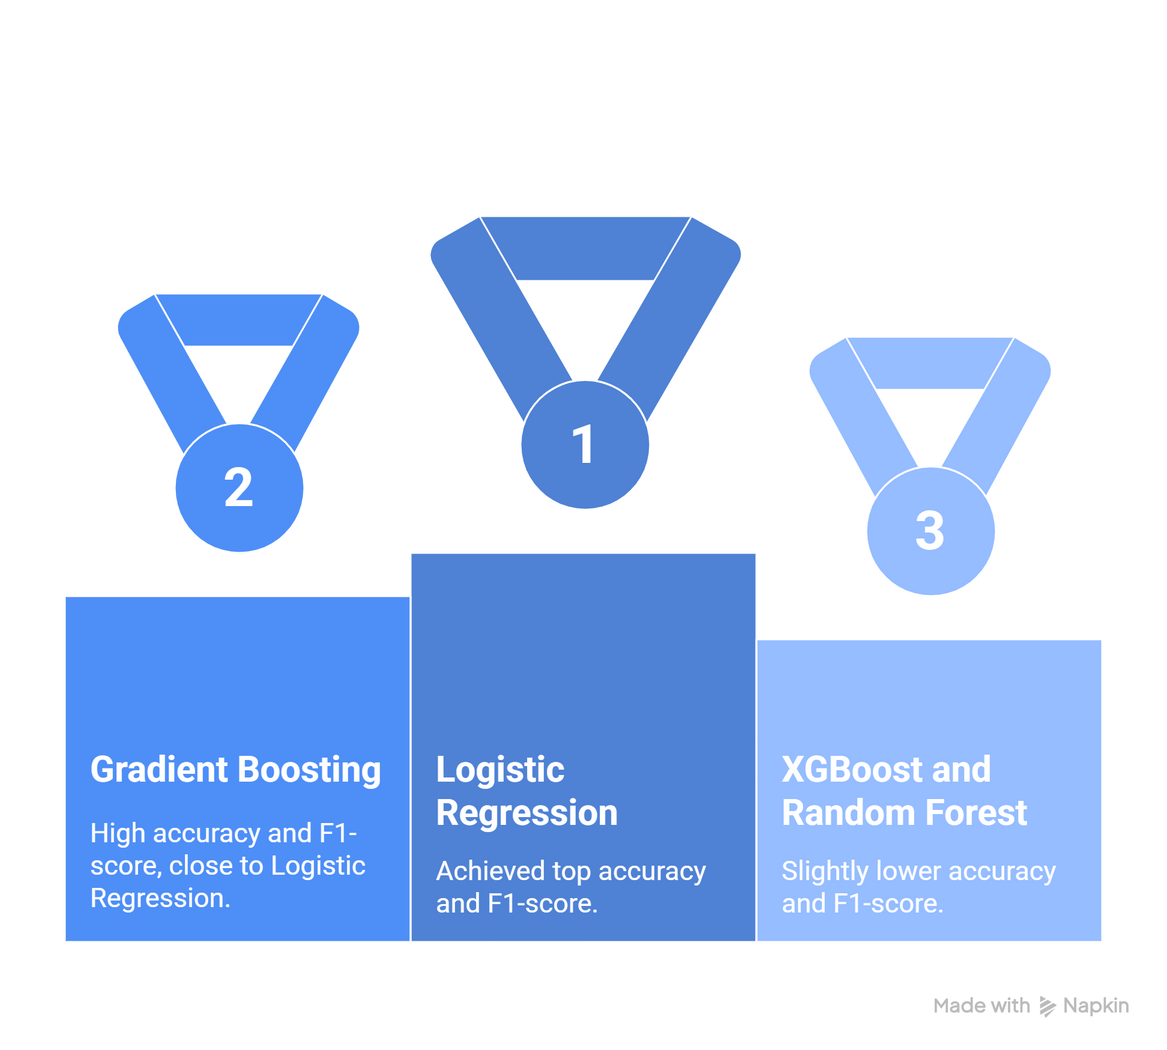 2
1
3
Gradient Boosting
High accuracy and F1-
score, close to Logistic
Regression.
Logistic
Regression
Achieved top accuracy
and F1-score.
XGBoost and
Random Forest
Slightly lower accuracy
and F1-score.
Made with Napkin